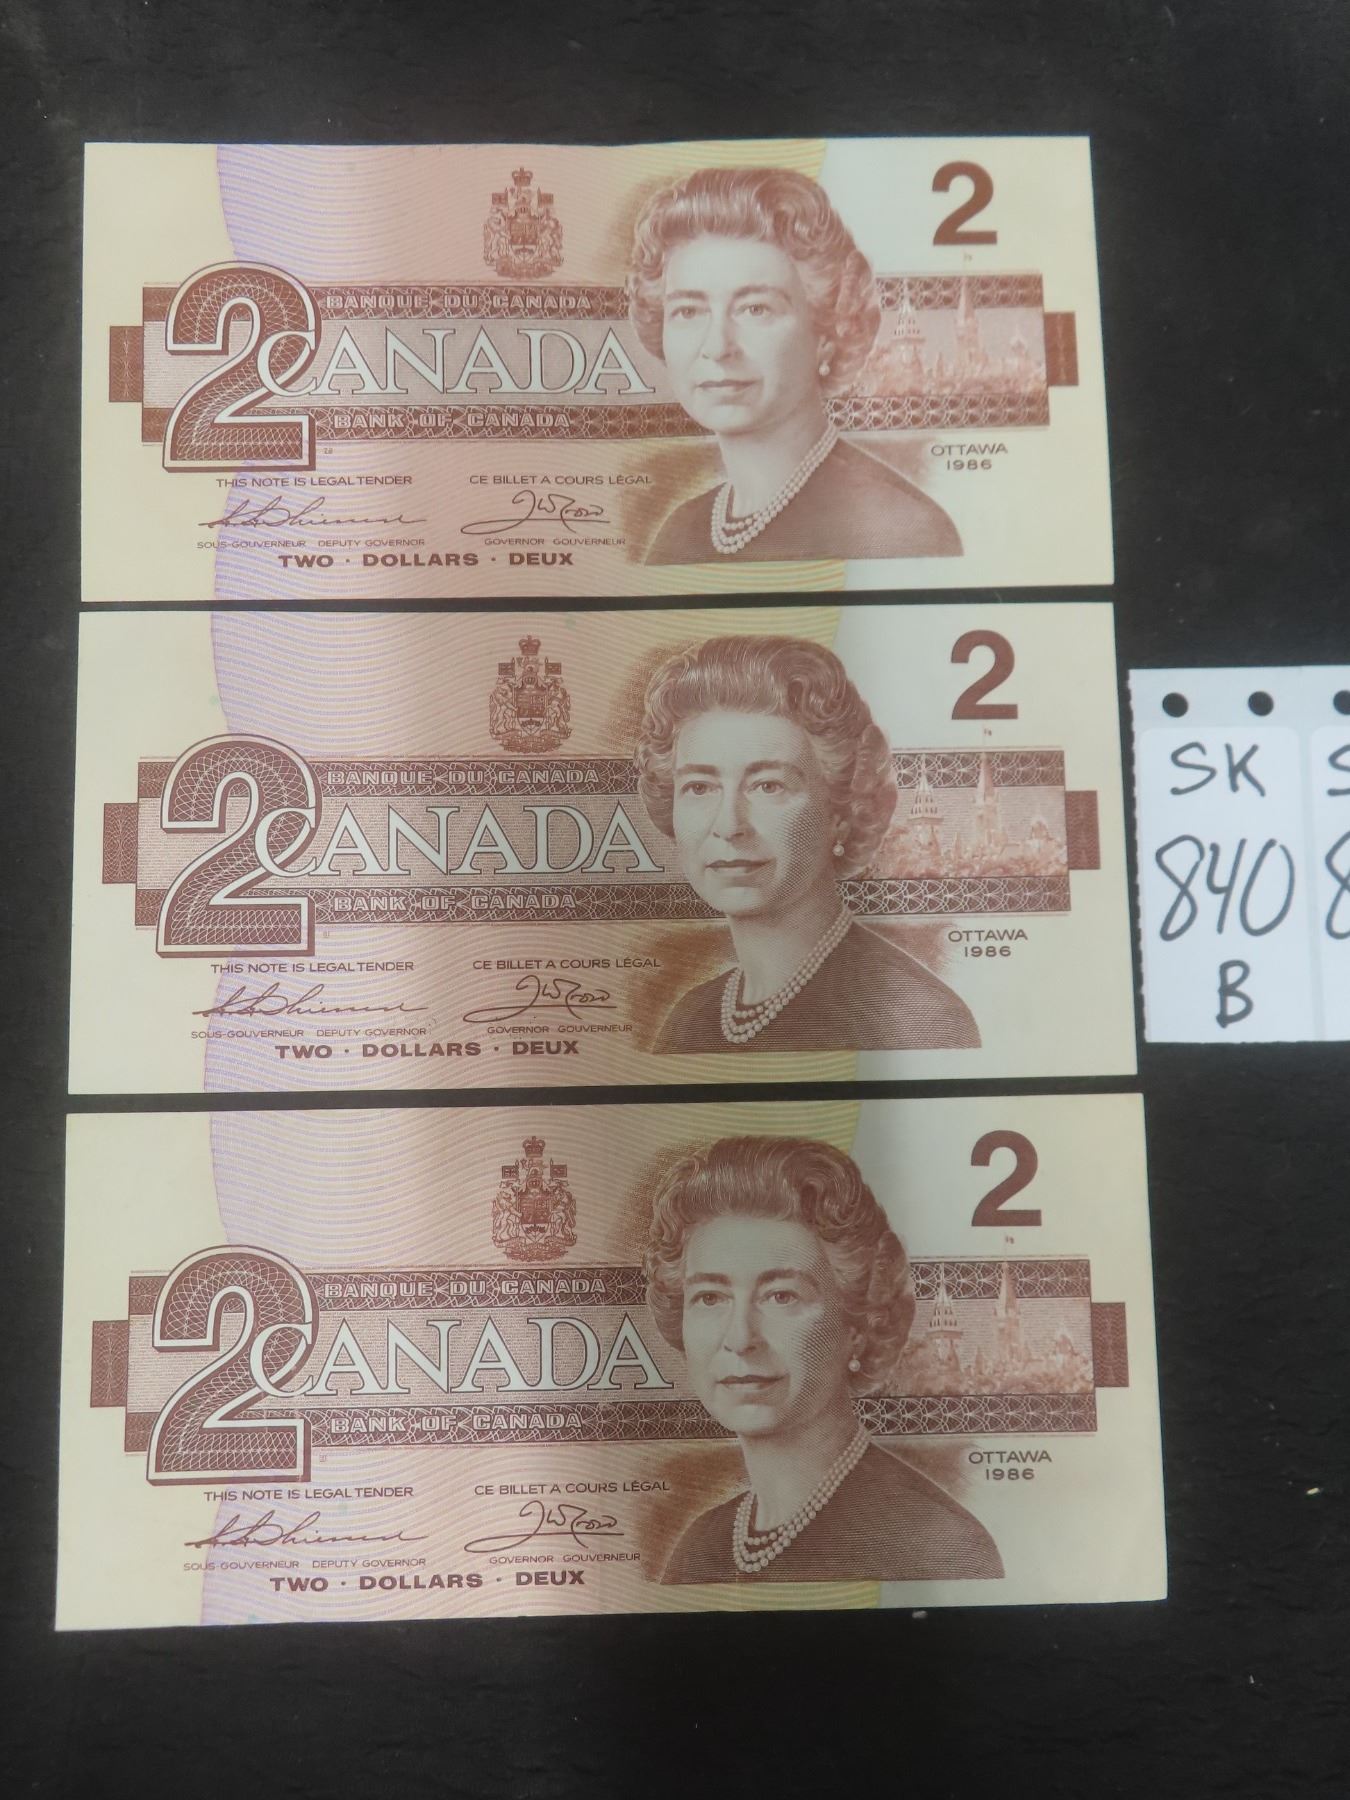 2
2
BANQUE DU CANADA
CANADA
BANK OF CANADA
OTTAWA
1986
THIS NOTE IS LEGAL TENDER CE BILLET A COURS LÉGAL
SOUS-GOUVERNEUR DEPUTY GOVERNOR GOVERNOR GOUVERNEUR
TWO · DOLLARS · DEUX
2
2
BANQUE DU CANADA
CANADA
BANK OF CANADA
OTTAWA
1986
THIS NOTE IS LEGAL TENDER CE BILLET A COURS LÉGAL
SOUS-GOUVERNEUR DEPUTY GOVERNOR GOVERNOR GOUVERNEUR
TWO · DOLLARS · DEUX
2
2
BANQUE DU CANADA
CANADA
BANK OF CANADA
OTTAWA
1986
THIS NOTE IS LEGAL TENDER CE BILLET A COURS LÉGAL
SOUS-GOUVERNEUR DEPUTY GOVERNOR GOVERNOR GOUVERNEUR
TWO · DOLLARS · DEUX
SK
840
B